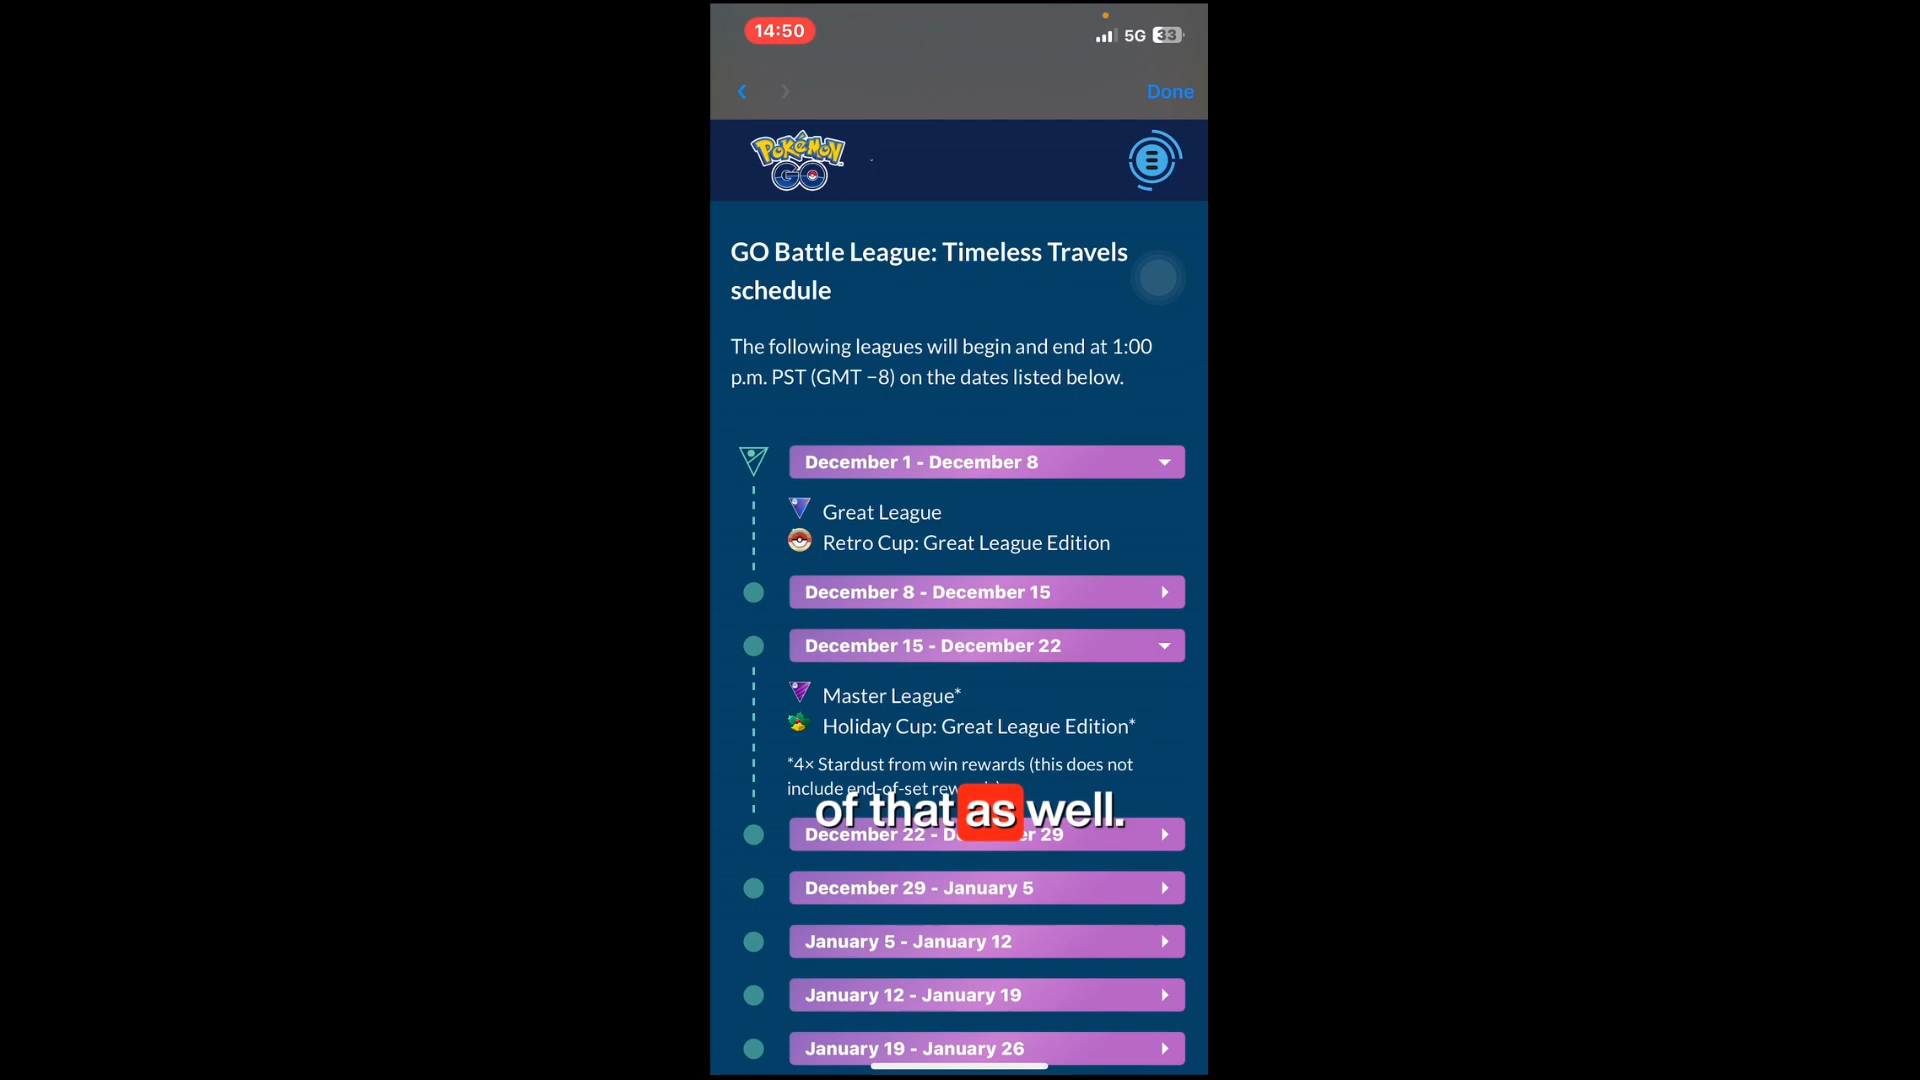 14:50
5G 33
Done
POKÉMON
GO
GO Battle League: Timeless Travels
schedule
The following leagues will begin and end at 1:00
p.m. PST (GMT −8) on the dates listed below.
December 1 - December 8
Great League
Retro Cup: Great League Edition
December 8 - December 15
December 15 - December 22
Master League*
Holiday Cup: Great League Edition*
*4× Stardust from win rewards (this does not
include end-of-set
of that as well.
December 22 - 29
December 29 - January 5
January 5 - January 12
January 12 - January 19
January 19 - January 26